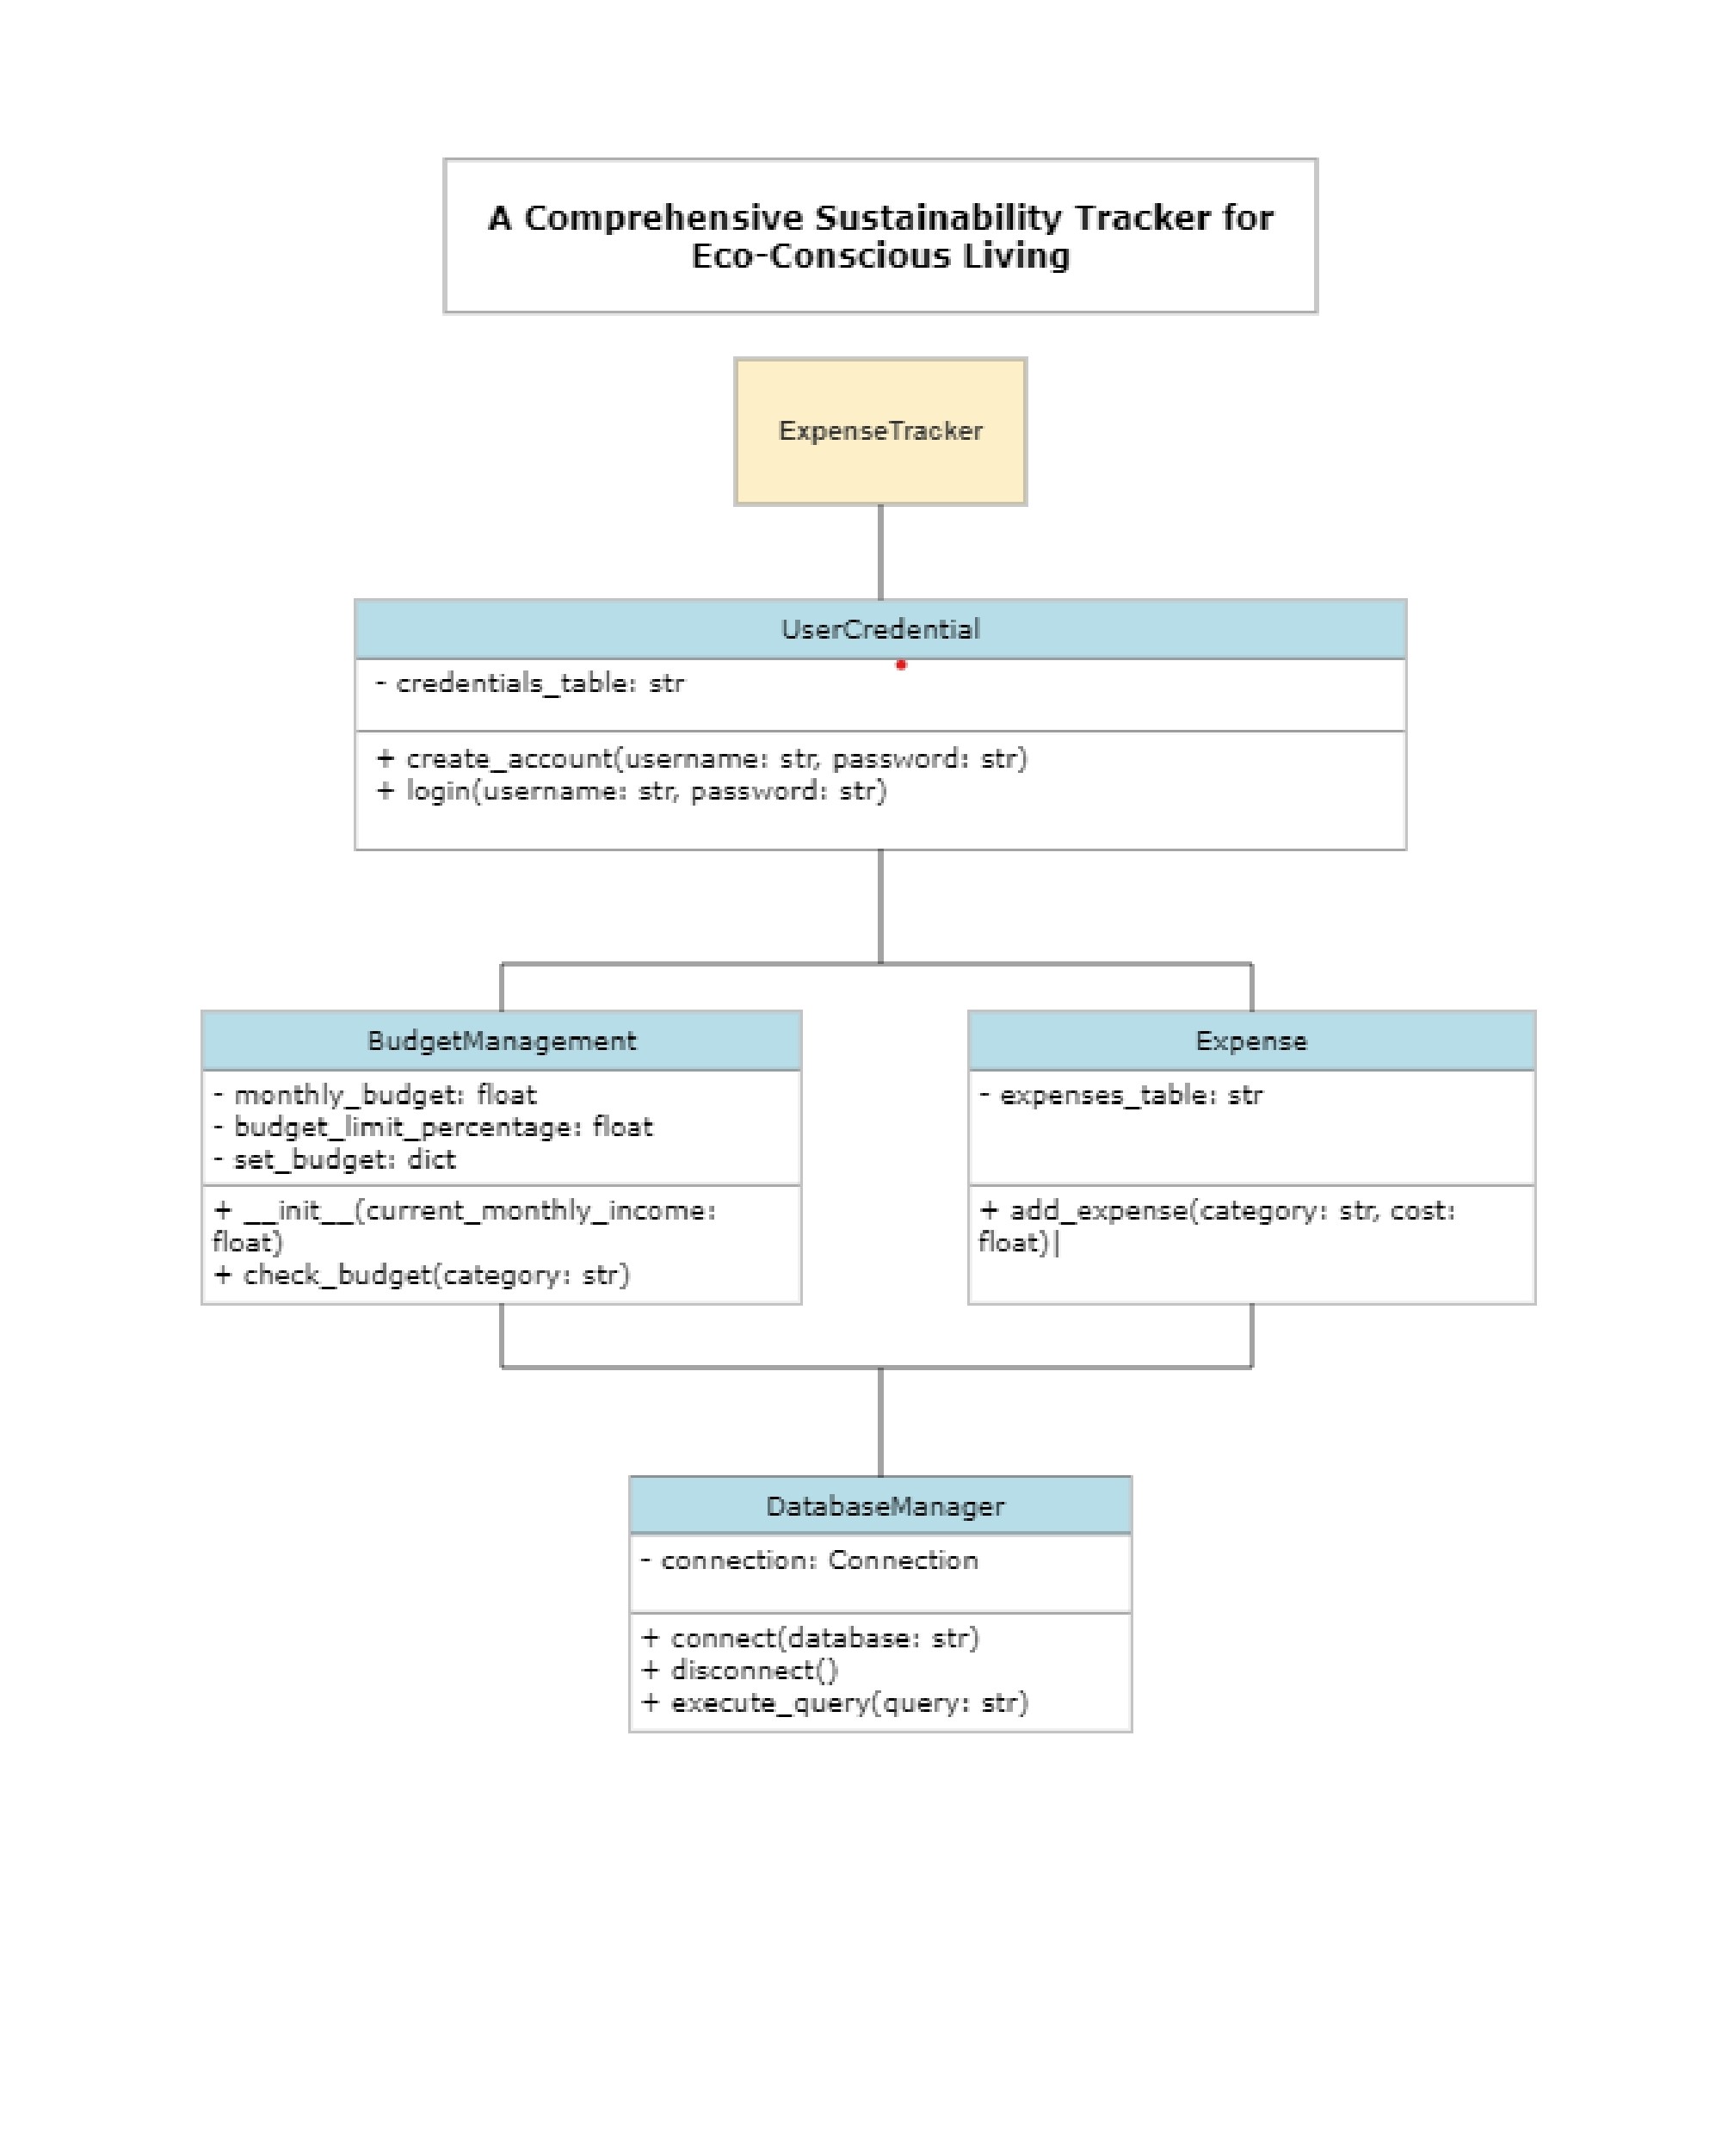 A Comprehensive Sustainability Tracker for
Eco-Conscious Living
ExpenseTracker
UserCredential
- credentials_table: str
+ create_account(username: str, password: str)
+ login(username: str, password: str)
BudgetManagement
- monthly_budget: float
- budget_limit_percentage: float
- set_budget: dict
+ __init__(current_monthly_income:
float)
+ check_budget(category: str)
Expense
- expenses_table: str
+ add_expense(category: str, cost:
float)|
DatabaseManager
- connection: Connection
+ connect(database: str)
+ disconnect()
+ execute_query(query: str)